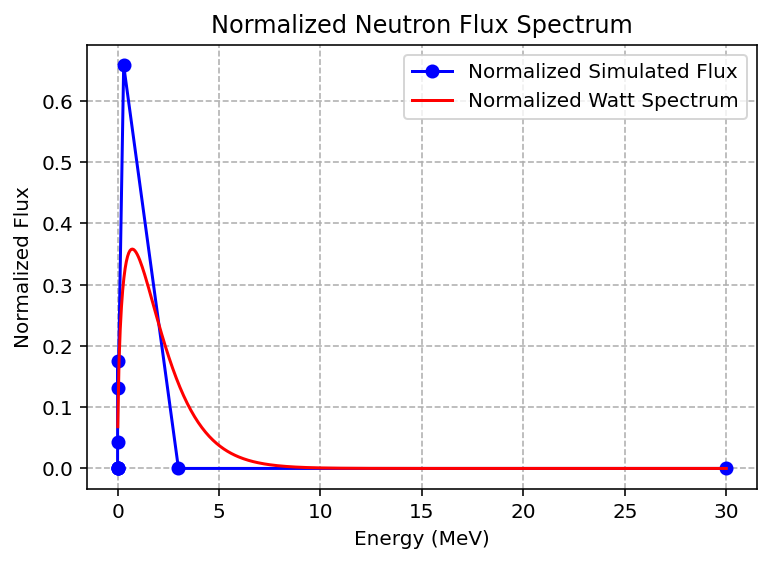 Normalized Neutron Flux Spectrum
Normalized Simulated Flux
Normalized Watt Spectrum
Normalized Flux
0.6
0.5
0.4
0.3
0.2
0.1
0.0
0 5 10 15 20 25 30
Energy (MeV)